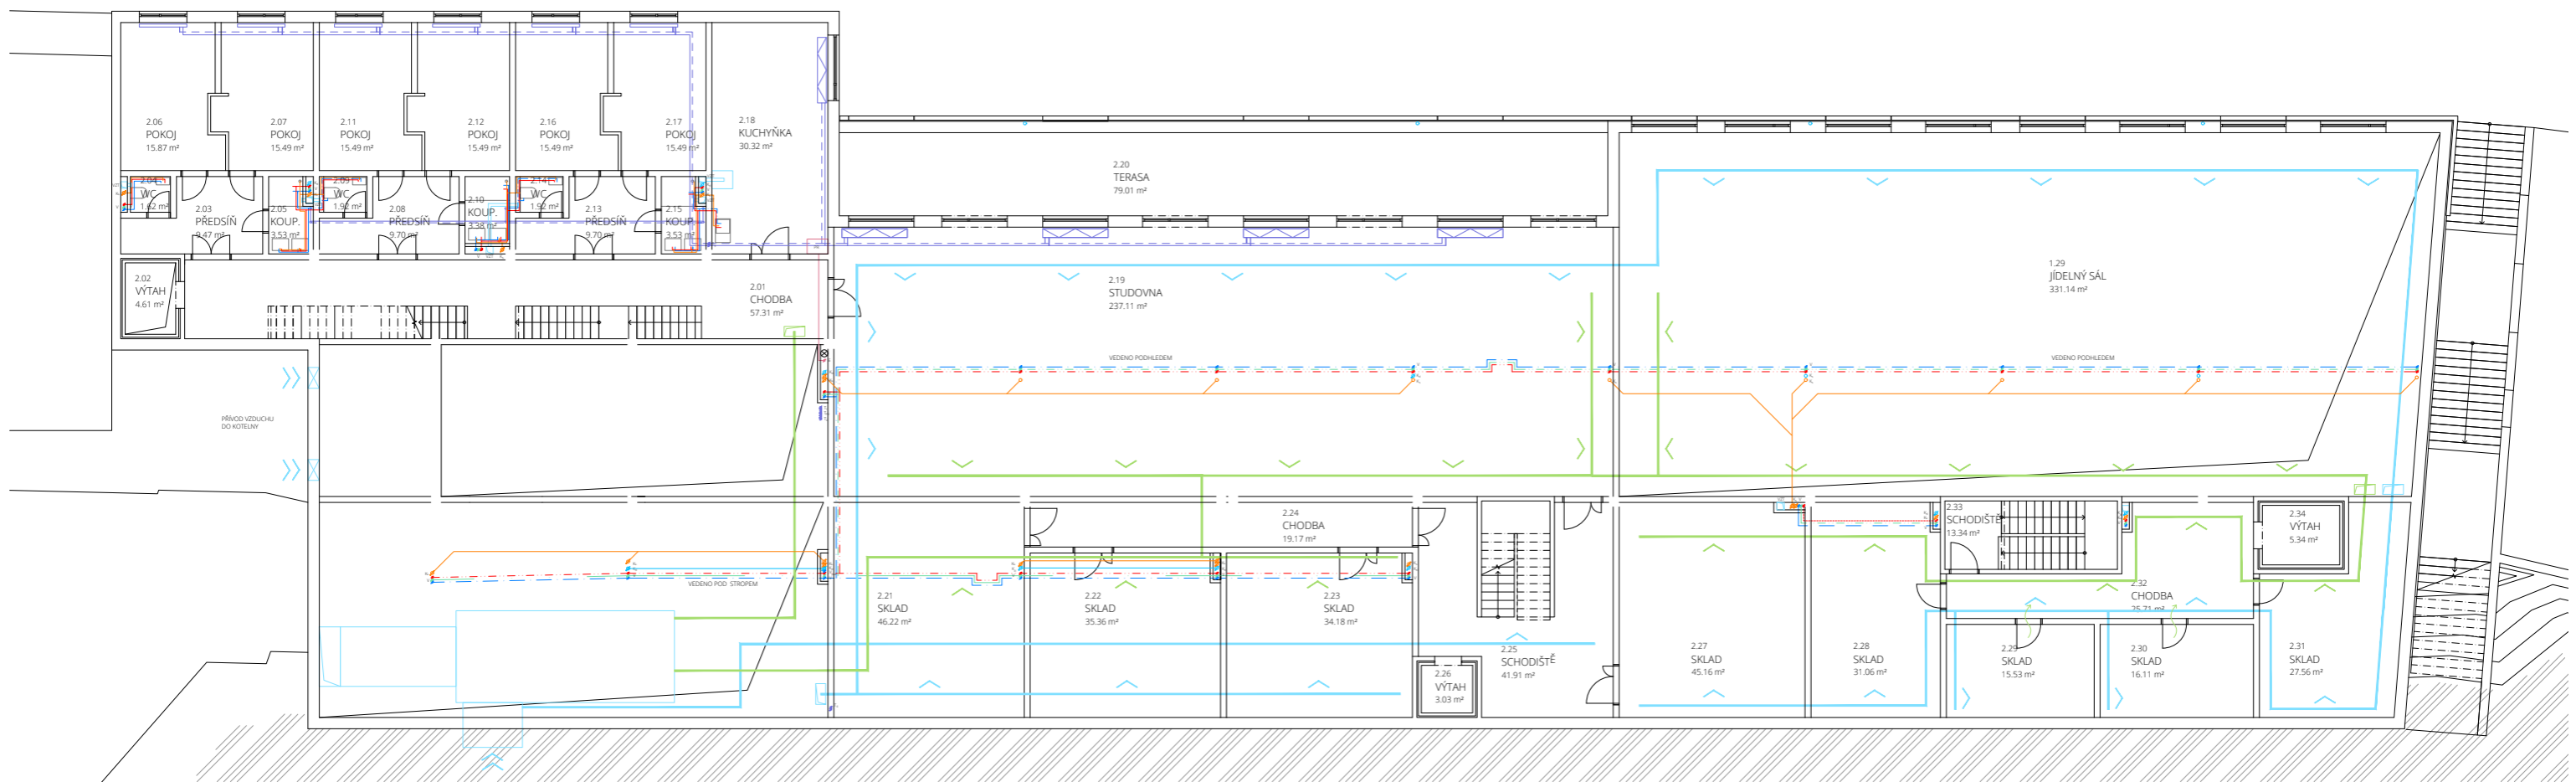 2.06
POKOJ
15.87 m²
2.07
POKOJ
15.49 m²
2.11
POKOJ
15.49 m²
2.12
POKOJ
15.49 m²
2.16
POKOJ
15.49 m²
2.17
POKOJ
15.49 m²
2.18
KUCHYŇKA
30.32 m²
2.20
TERASA
79.01 m²
2.04
WC
1.62 m²
2.03
PŘEDSÍŇ
9.47 m²
2.05
KOUP.
3.53 m²
2.09
WC
1.92 m²
2.08
PŘEDSÍŇ
9.70 m²
2.10
KOUP.
3.38 m²
2.14
WC
1.92 m²
2.13
PŘEDSÍŇ
9.70 m²
2.15
KOUP.
3.53 m²
2.02
VÝTAH
4.61 m²
2.01
CHODBA
57.31 m²
2.19
STUDOVNA
237.11 m²
1.29
JÍDELNÝ SÁL
331.14 m²
VEDENO PODHLEDEM
VEDENO PODHLEDEM
PŘÍVOD VZDUCHU
DO KOTELNY
2.24
CHODBA
19.17 m²
2.33
SCHODIŠTĚ
13.34 m²
2.34
VÝTAH
5.34 m²
VEDENO POD STROPEM
2.21
SKLAD
46.22 m²
2.22
SKLAD
35.36 m²
2.23
SKLAD
34.18 m²
2.32
CHODBA
25.71 m²
2.25
SCHODIŠTĚ
41.91 m²
2.26
VÝTAH
3.03 m²
2.27
SKLAD
45.16 m²
2.28
SKLAD
31.06 m²
2.29
SKLAD
15.53 m²
2.30
SKLAD
16.11 m²
2.31
SKLAD
27.56 m²